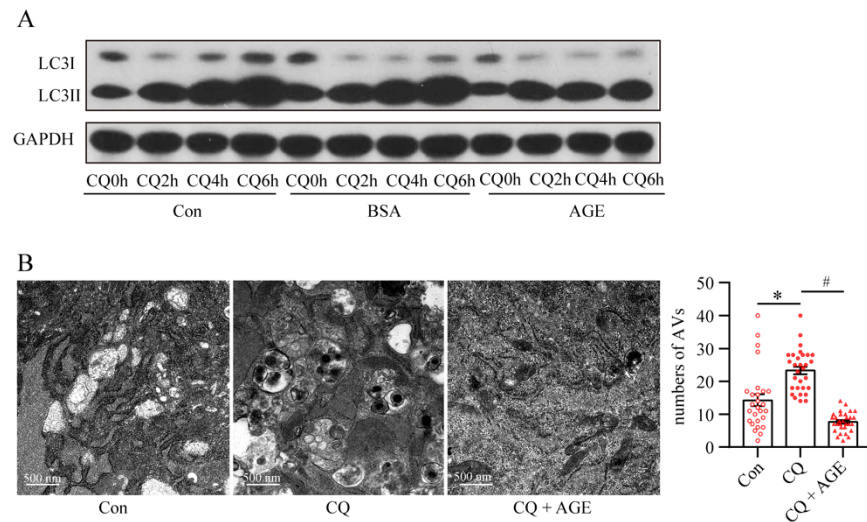 A
LC3I
LC3II
GAPDH
CQ0h CQ2h CQ4h CQ6h CQ0h CQ2h CQ4h CQ6h CQ0h CQ2h CQ4h CQ6h
Con BSA AGE
B
500 nm 500 nm 500 nm
Con CQ CQ + AGE
numbers of AVs
50
40
30
20
10
0
* #
Con CQ CQ + AGE